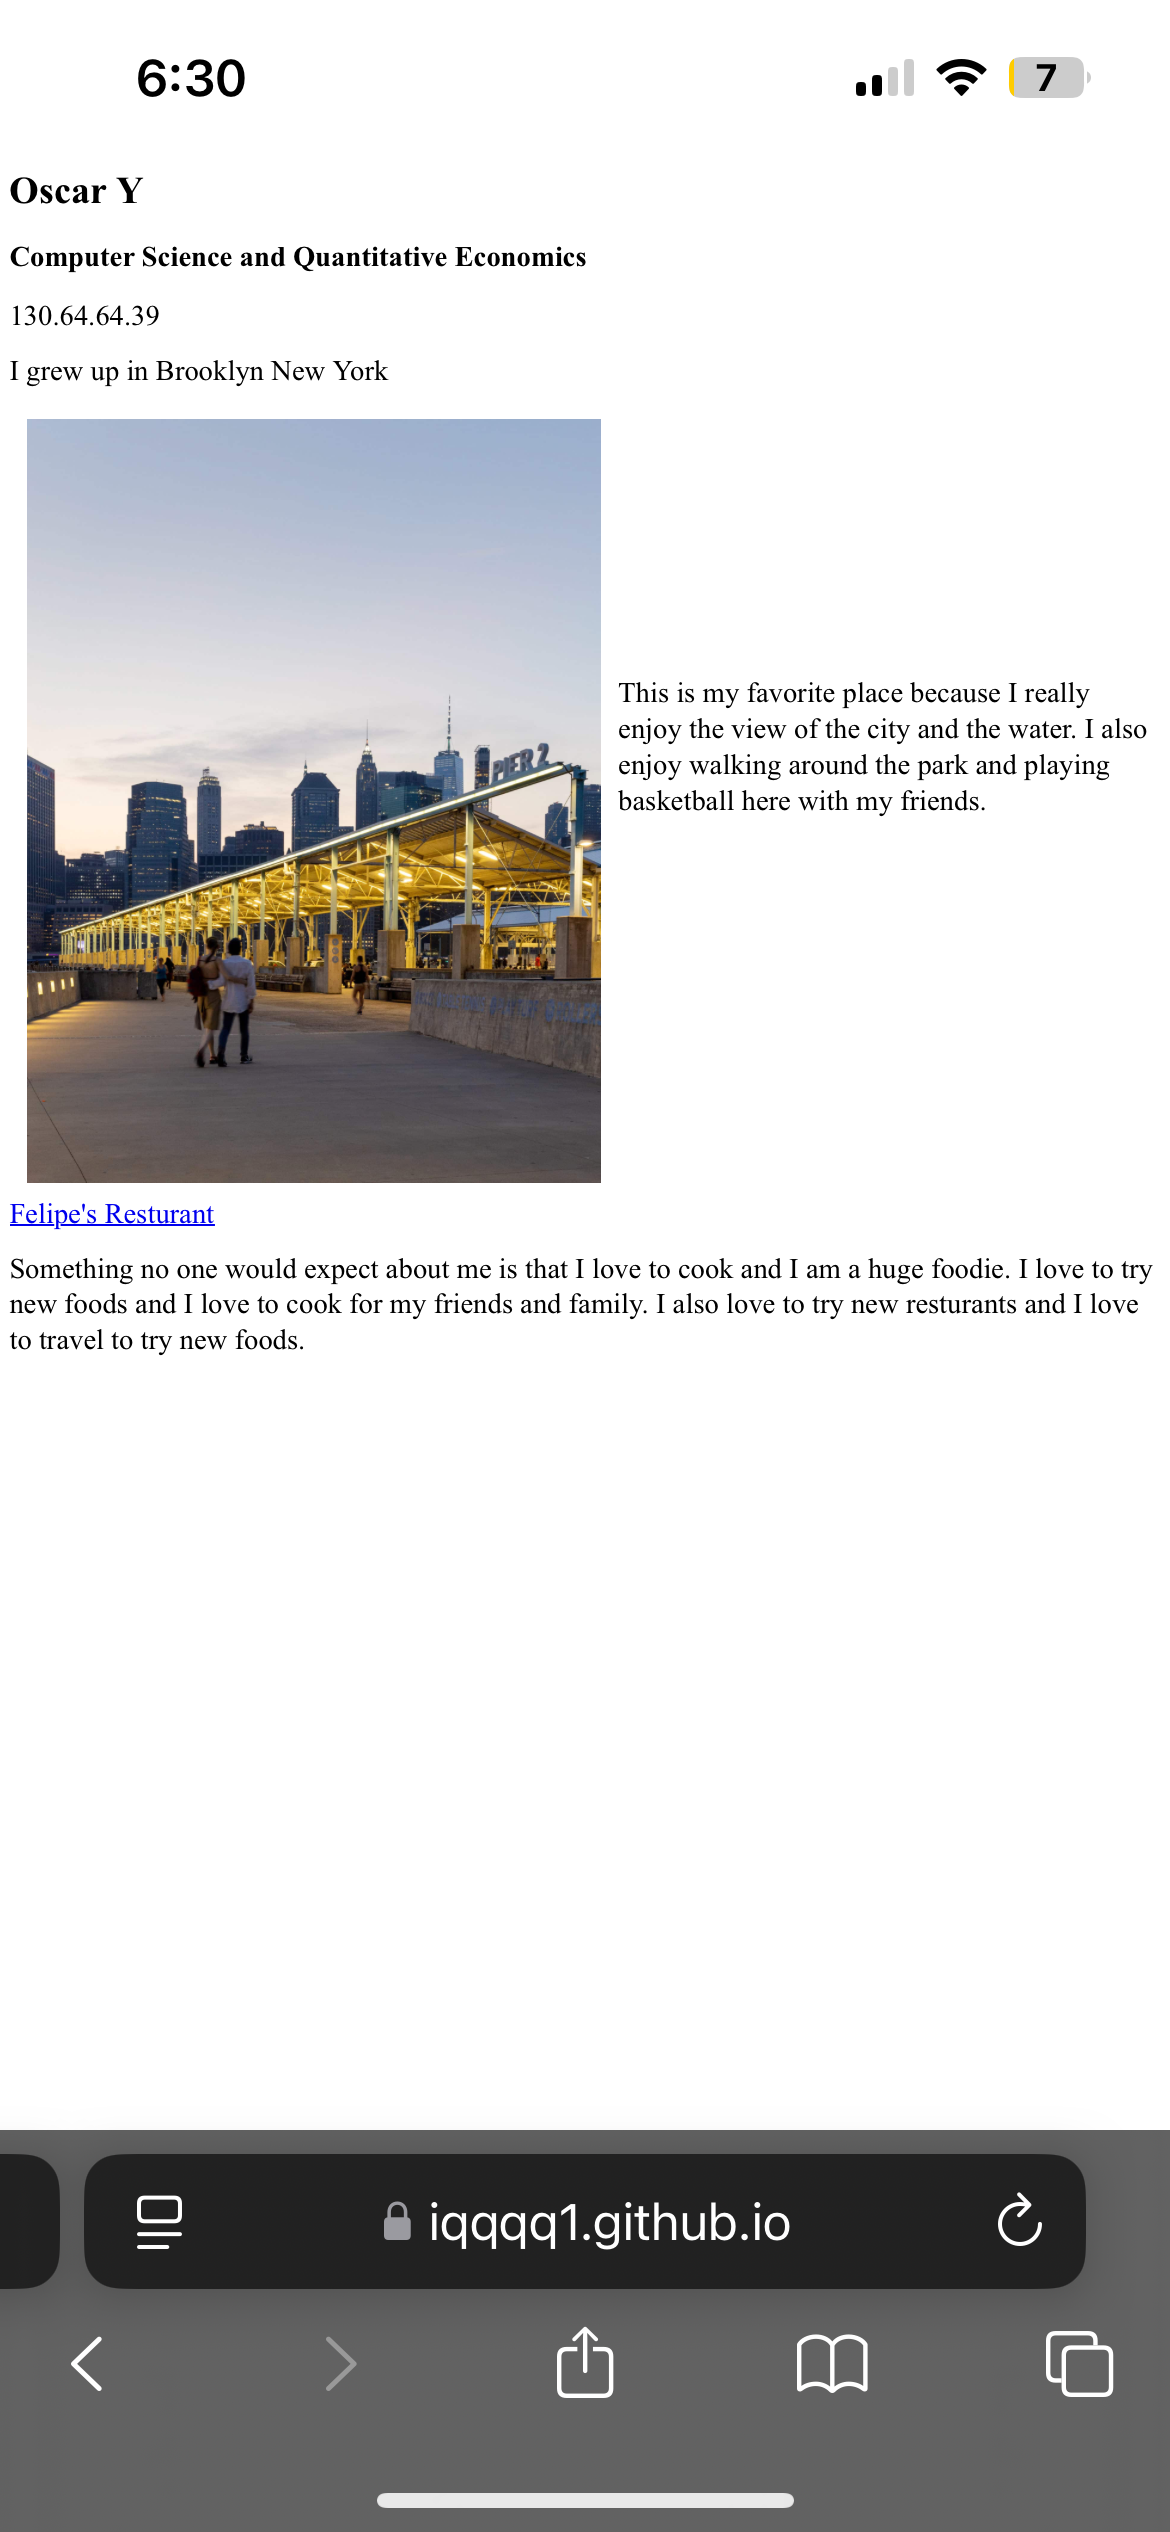 6:30
7
Oscar Y
Computer Science and Quantitative Economics
130.64.64.39
I grew up in Brooklyn New York
PIER 2
This is my favorite place because I really
enjoy the view of the city and the water. I also
enjoy walking around the park and playing
basketball here with my friends.
Felipe's Resturant
Something no one would expect about me is that I love to cook and I am a huge foodie. I love to try
new foods and I love to cook for my friends and family. I also love to try new resturants and I love
to travel to try new foods.
iqqqq1.github.io